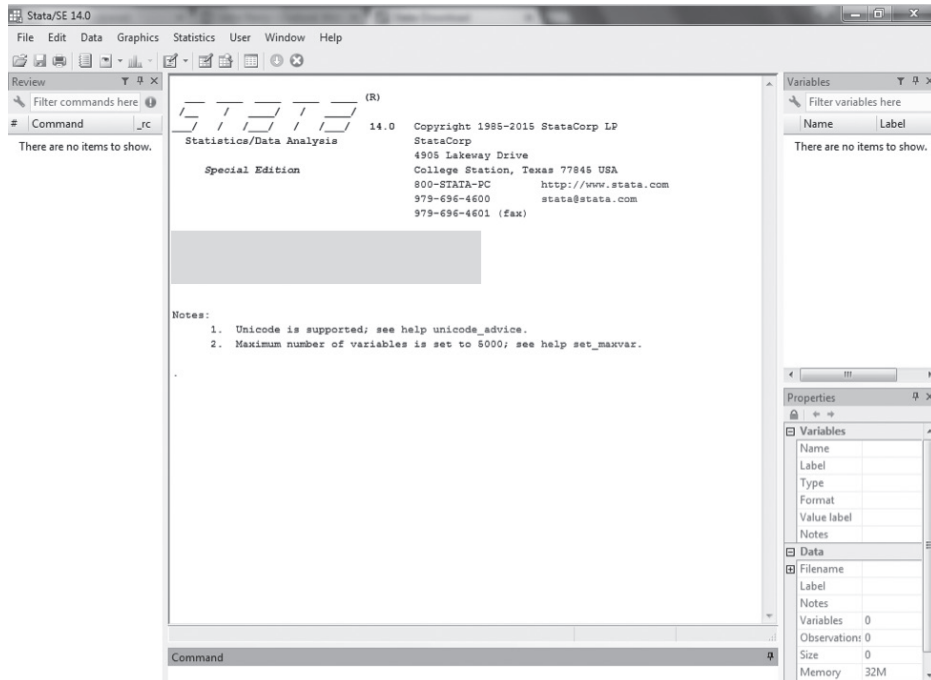 Stata/SE 14.0
File Edit Data Graphics Statistics User Window Help
Review
Filter commands here
# Command _rc
There are no items to show.
(R)
STATA
14.0 Copyright 1985-2015 StataCorp LP
Statistics/Data Analysis StataCorp
4905 Lakeway Drive
Special Edition College Station, Texas 77845 USA
800-STATA-PC http://www.stata.com
979-696-4600 stata@stata.com
979-696-4601 (fax)
Notes:
1. Unicode is supported; see help unicode_advice.
2. Maximum number of variables is set to 5000; see help set_maxvar.
.
Command
Variables
Filter variables here
Name Label
There are no items to show.
Properties
Variables
Name
Label
Type
Format
Value label
Notes
Data
Filename
Label
Notes
Variables 0
Observations 0
Size 0
Memory 32M